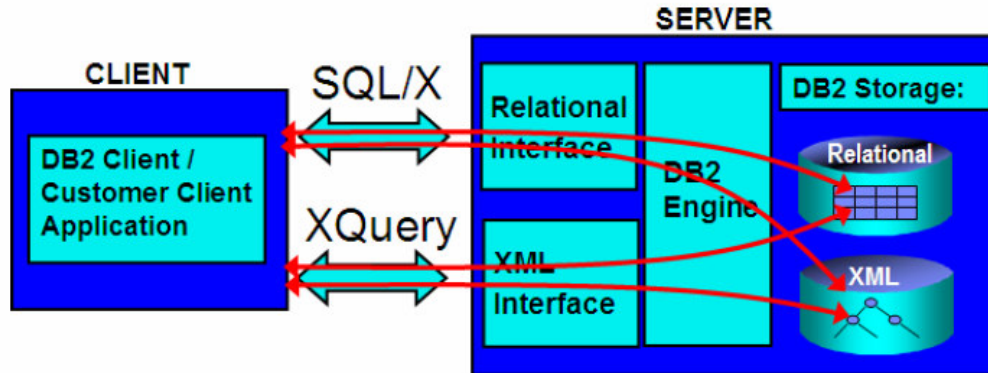 SERVER
CLIENT
SQL/X
DB2 Client /
Customer Client
Application
XQuery
Relational
Interface
XML
Interface
DB2
Engine
DB2 Storage:
Relational
XML